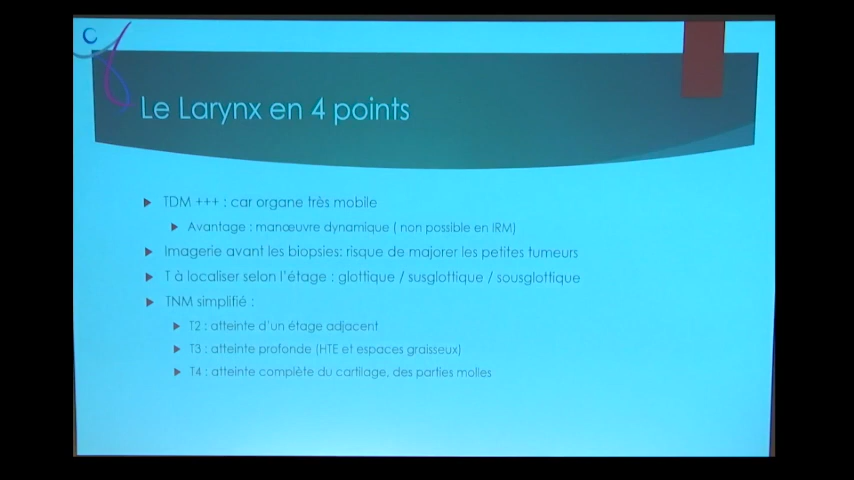 Le Larynx en 4 points
TDM +++ : car organe très mobile
Avantage : manœuvre dynamique ( non possible en IRM)
Imagerie avant les biopsies: risque de majorer les petites tumeurs
T à localiser selon l'étage : glottique / susglottique / sousglottique
TNM simplifié :
T2 : atteinte d'un étage adjacent
T3 : atteinte profonde (HTE et espaces graisseux)
T4 : atteinte complète du cartilage, des parties molles